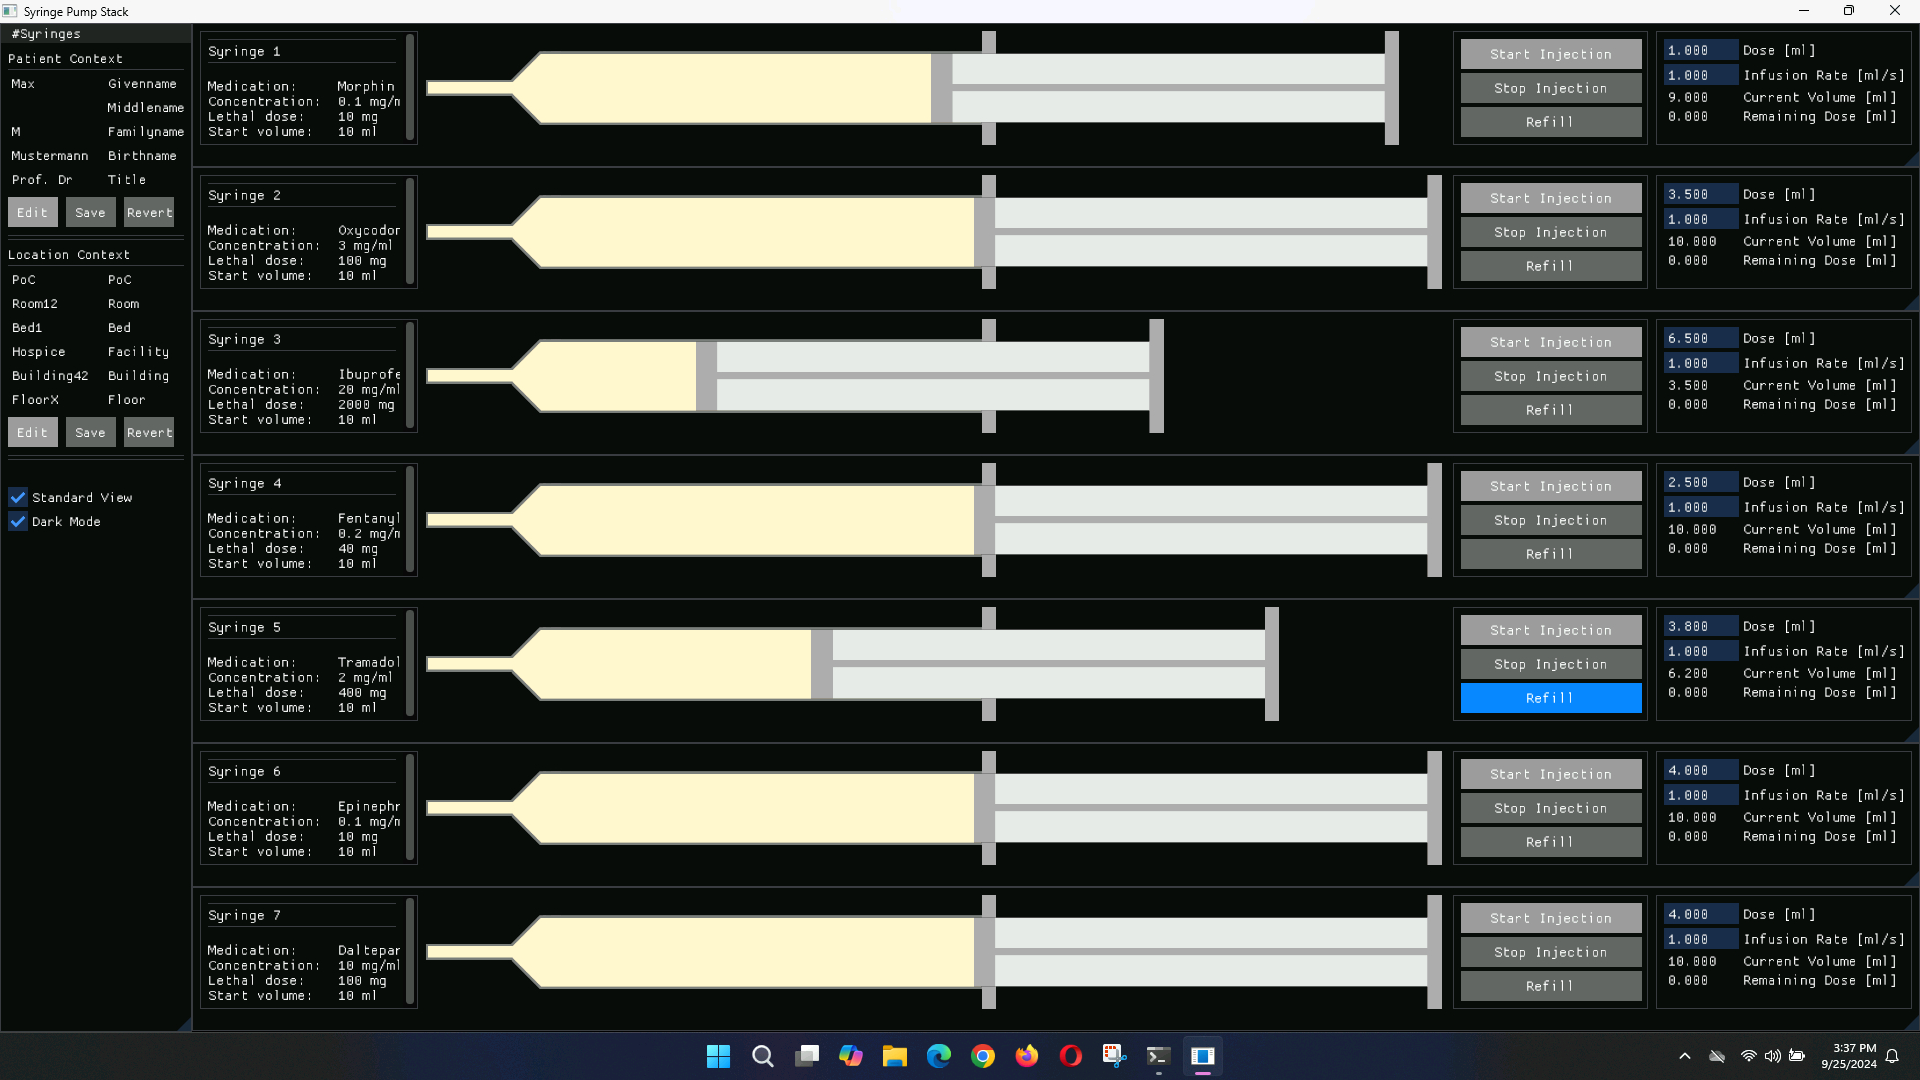 Syringe Pump Stack
#Syringes
Patient Context
Max Givenname
Middlename
M Familyname
Mustermann Birthname
Prof. Dr Title
Edit Save Revert
Location Context
PoC PoC
Room12 Room
Bed1 Bed
Hospice Facility
Building42 Building
FloorX Floor
Edit Save Revert
Standard View
Dark Mode
Syringe 1
Medication: Morphin
Concentration: 0.1 mg/m
Lethal dose: 10 mg
Start volume: 10 ml
Start Injection
Stop Injection
Refill
1.000 Dose [ml]
1.000 Infusion Rate [ml/s]
9.000 Current Volume [ml]
0.000 Remaining Dose [ml]
Syringe 2
Medication: Oxycodon
Concentration: 3 mg/ml
Lethal dose: 100 mg
Start volume: 10 ml
Start Injection
Stop Injection
Refill
3.500 Dose [ml]
1.000 Infusion Rate [ml/s]
10.000 Current Volume [ml]
0.000 Remaining Dose [ml]
Syringe 3
Medication: Ibuprofe
Concentration: 20 mg/ml
Lethal dose: 2000 mg
Start volume: 10 ml
Start Injection
Stop Injection
Refill
6.500 Dose [ml]
1.000 Infusion Rate [ml/s]
3.500 Current Volume [ml]
0.000 Remaining Dose [ml]
Syringe 4
Medication: Fentanyl
Concentration: 0.2 mg/m
Lethal dose: 40 mg
Start volume: 10 ml
Start Injection
Stop Injection
Refill
2.500 Dose [ml]
1.000 Infusion Rate [ml/s]
10.000 Current Volume [ml]
0.000 Remaining Dose [ml]
Syringe 5
Medication: Tramadol
Concentration: 2 mg/ml
Lethal dose: 400 mg
Start volume: 10 ml
Start Injection
Stop Injection
Refill
3.800 Dose [ml]
1.000 Infusion Rate [ml/s]
6.200 Current Volume [ml]
0.000 Remaining Dose [ml]
Syringe 6
Medication: Epinephr
Concentration: 0.1 mg/m
Lethal dose: 10 mg
Start volume: 10 ml
Start Injection
Stop Injection
Refill
4.000 Dose [ml]
1.000 Infusion Rate [ml/s]
10.000 Current Volume [ml]
0.000 Remaining Dose [ml]
Syringe 7
Medication: Daltepar
Concentration: 10 mg/ml
Lethal dose: 100 mg
Start volume: 10 ml
Start Injection
Stop Injection
Refill
4.000 Dose [ml]
1.000 Infusion Rate [ml/s]
10.000 Current Volume [ml]
0.000 Remaining Dose [ml]
3:37 PM
9/25/2024